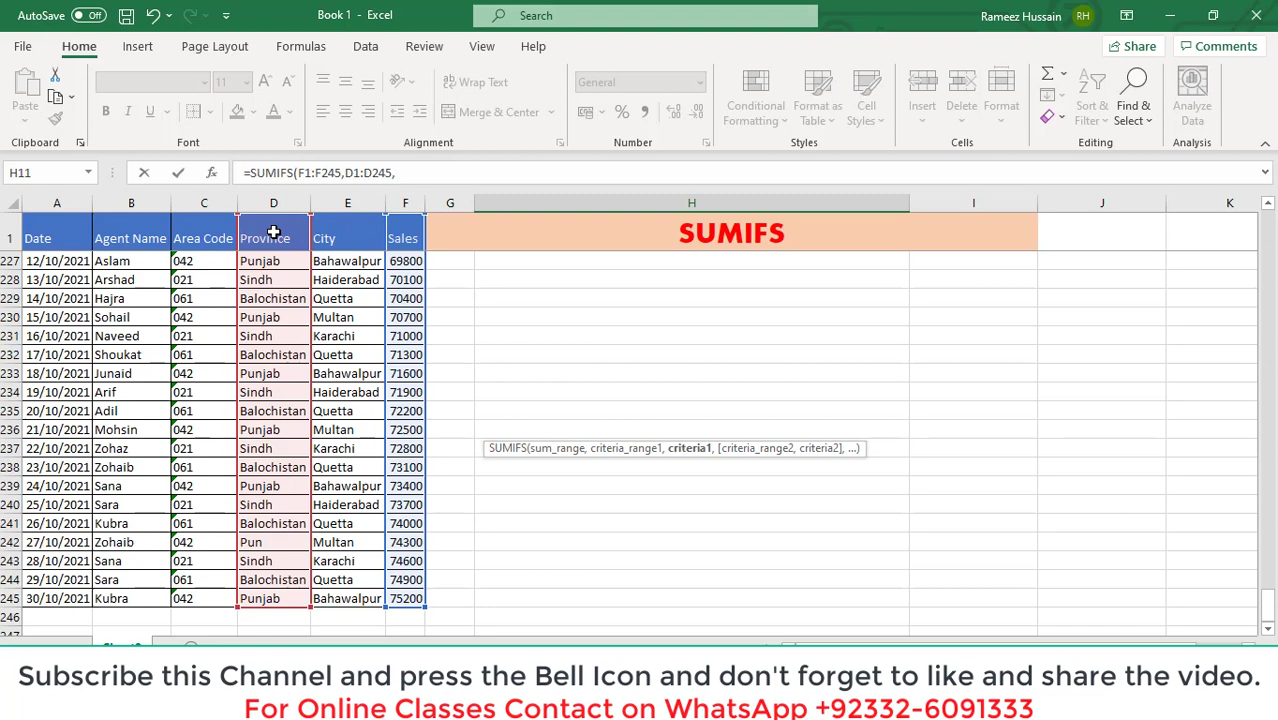 AutoSave Off Book 1 - Excel Search Rameez Hussain RH
File Home Insert Page Layout Formulas Data Review View Help Share Comments
Paste 11 Wrap Text General Conditional Formatting Format as Table Cell Styles Insert Delete Format Sort & Filter Find & Select Analyze Data
B I U A Merge & Center
Clipboard Font Alignment Number Styles Cells Editing Analysis
H11 fx =SUMIFS(F1:F245,D1:D245,
A B C D E F G H I J K
1 Date Agent Name Area Code Province City Sales SUMIFS
227 12/10/2021 Aslam 042 Punjab Bahawalpur 69800
228 13/10/2021 Arshad 021 Sindh Haiderabad 70100
229 14/10/2021 Hajra 061 Balochistan Quetta 70400
230 15/10/2021 Sohail 042 Punjab Multan 70700
231 16/10/2021 Naveed 021 Sindh Karachi 71000
232 17/10/2021 Shoukat 061 Balochistan Quetta 71300
233 18/10/2021 Junaid 042 Punjab Bahawalpur 71600
234 19/10/2021 Arif 021 Sindh Haiderabad 71900
235 20/10/2021 Adil 061 Balochistan Quetta 72200
236 21/10/2021 Mohsin 042 Punjab Multan 72500
237 22/10/2021 Zohaz 021 Sindh Karachi 72800 SUMIFS(sum_range, criteria_range1, criteria1, [criteria_range2, criteria2], ...)
238 23/10/2021 Zohaib 061 Balochistan Quetta 73100
239 24/10/2021 Sana 042 Punjab Bahawalpur 73400
240 25/10/2021 Sara 021 Sindh Haiderabad 73700
241 26/10/2021 Kubra 061 Balochistan Quetta 74000
242 27/10/2021 Zohaib 042 Pun Multan 74300
243 28/10/2021 Sana 021 Sindh Karachi 74600
244 29/10/2021 Sara 061 Balochistan Quetta 74900
245 30/10/2021 Kubra 042 Punjab Bahawalpur 75200
246
Subscribe this Channel and press the Bell Icon and don't forget to like and share the video.
For Online Classes Contact on WhatsApp +92332-6091333